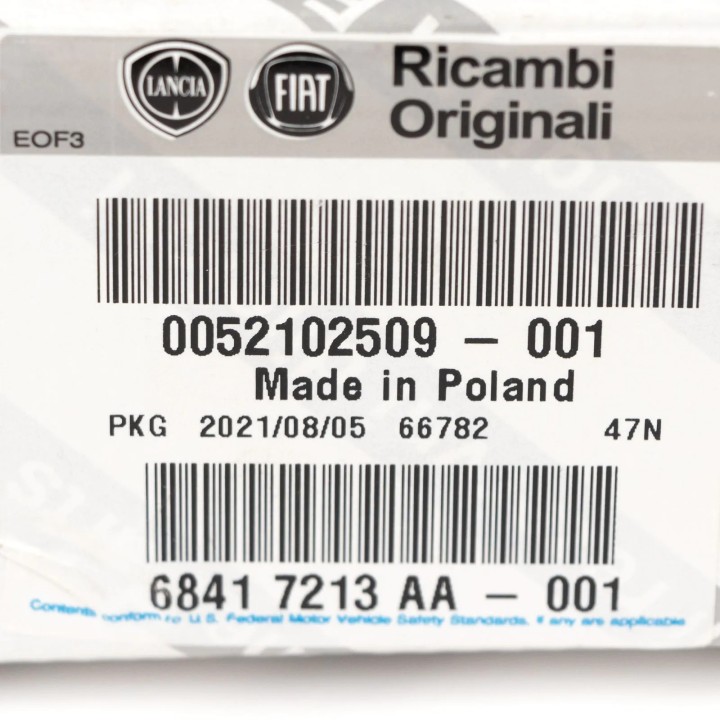 LANCIA
FIAT
Ricambi
Originali
EOF3
0052102509 – 001
Made in Poland
PKG 2021/08/05 66782 47N
6841 7213 AA – 001
Contents conform to U.S. Federal Motor Vehicle Safety Standards, if any are applicable